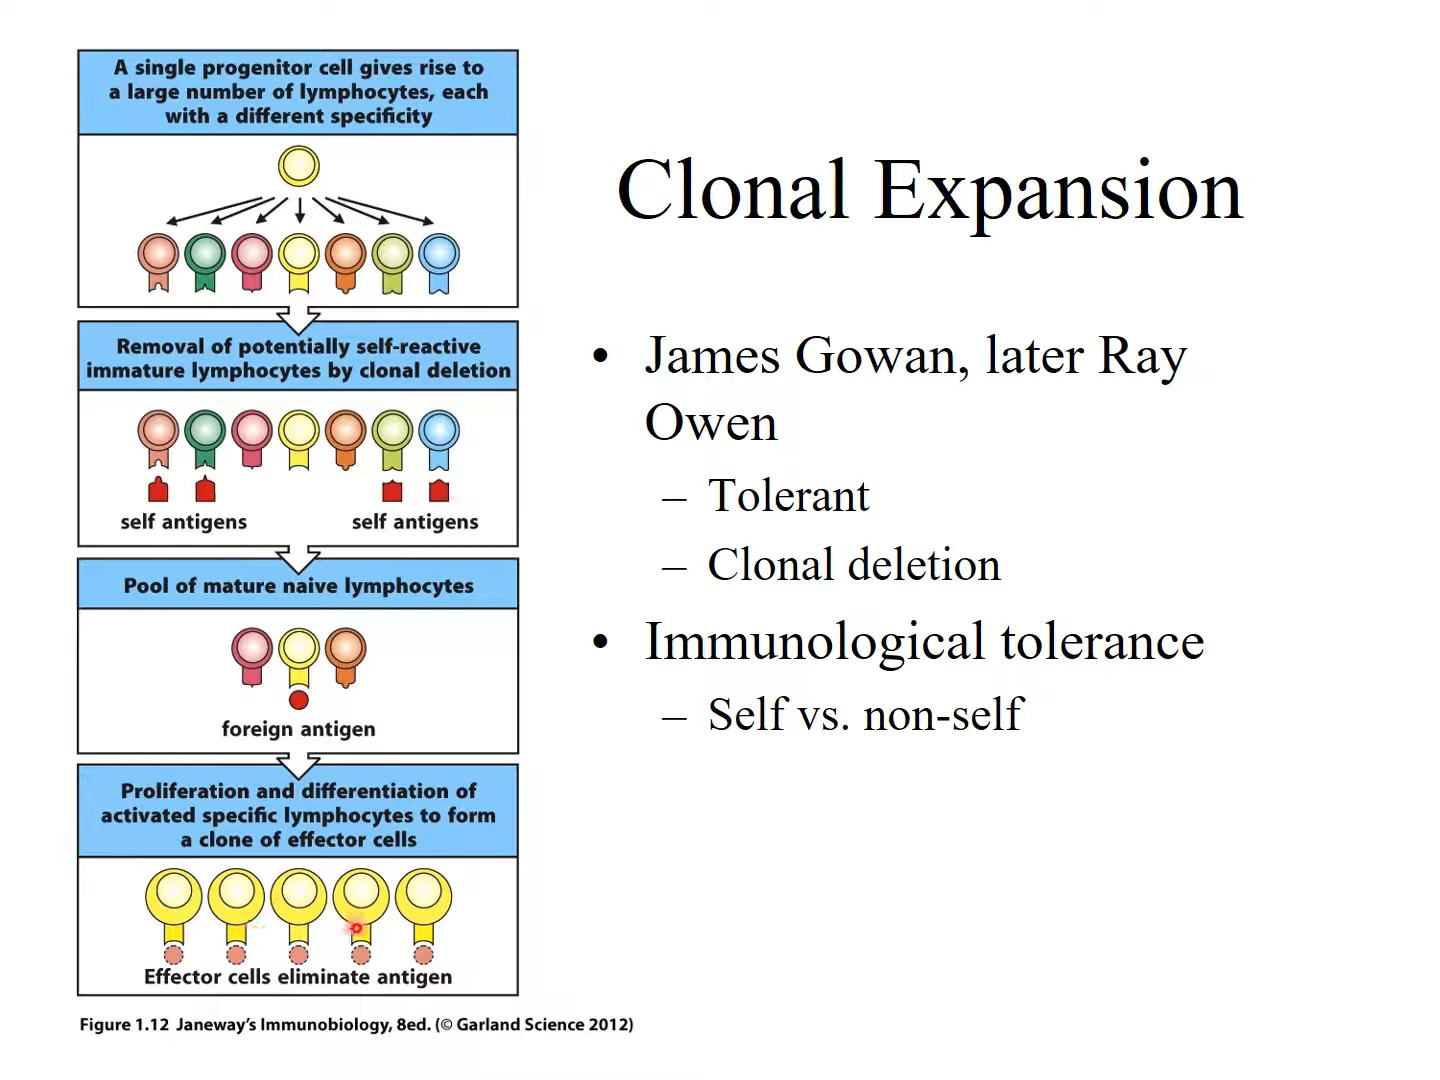 A single progenitor cell gives rise to
a large number of lymphocytes, each
with a different specificity
Removal of potentially self-reactive
immature lymphocytes by clonal deletion
self antigens
self antigens
Pool of mature naive lymphocytes
foreign antigen
Proliferation and differentiation of
activated specific lymphocytes to form
a clone of effector cells
Effector cells eliminate antigen
Figure 1.12 Janeway's Immunobiology, 8ed. (© Garland Science 2012)
Clonal Expansion
• James Gowan, later Ray
Owen
– Tolerant
– Clonal deletion
• Immunological tolerance
– Self vs. non-self